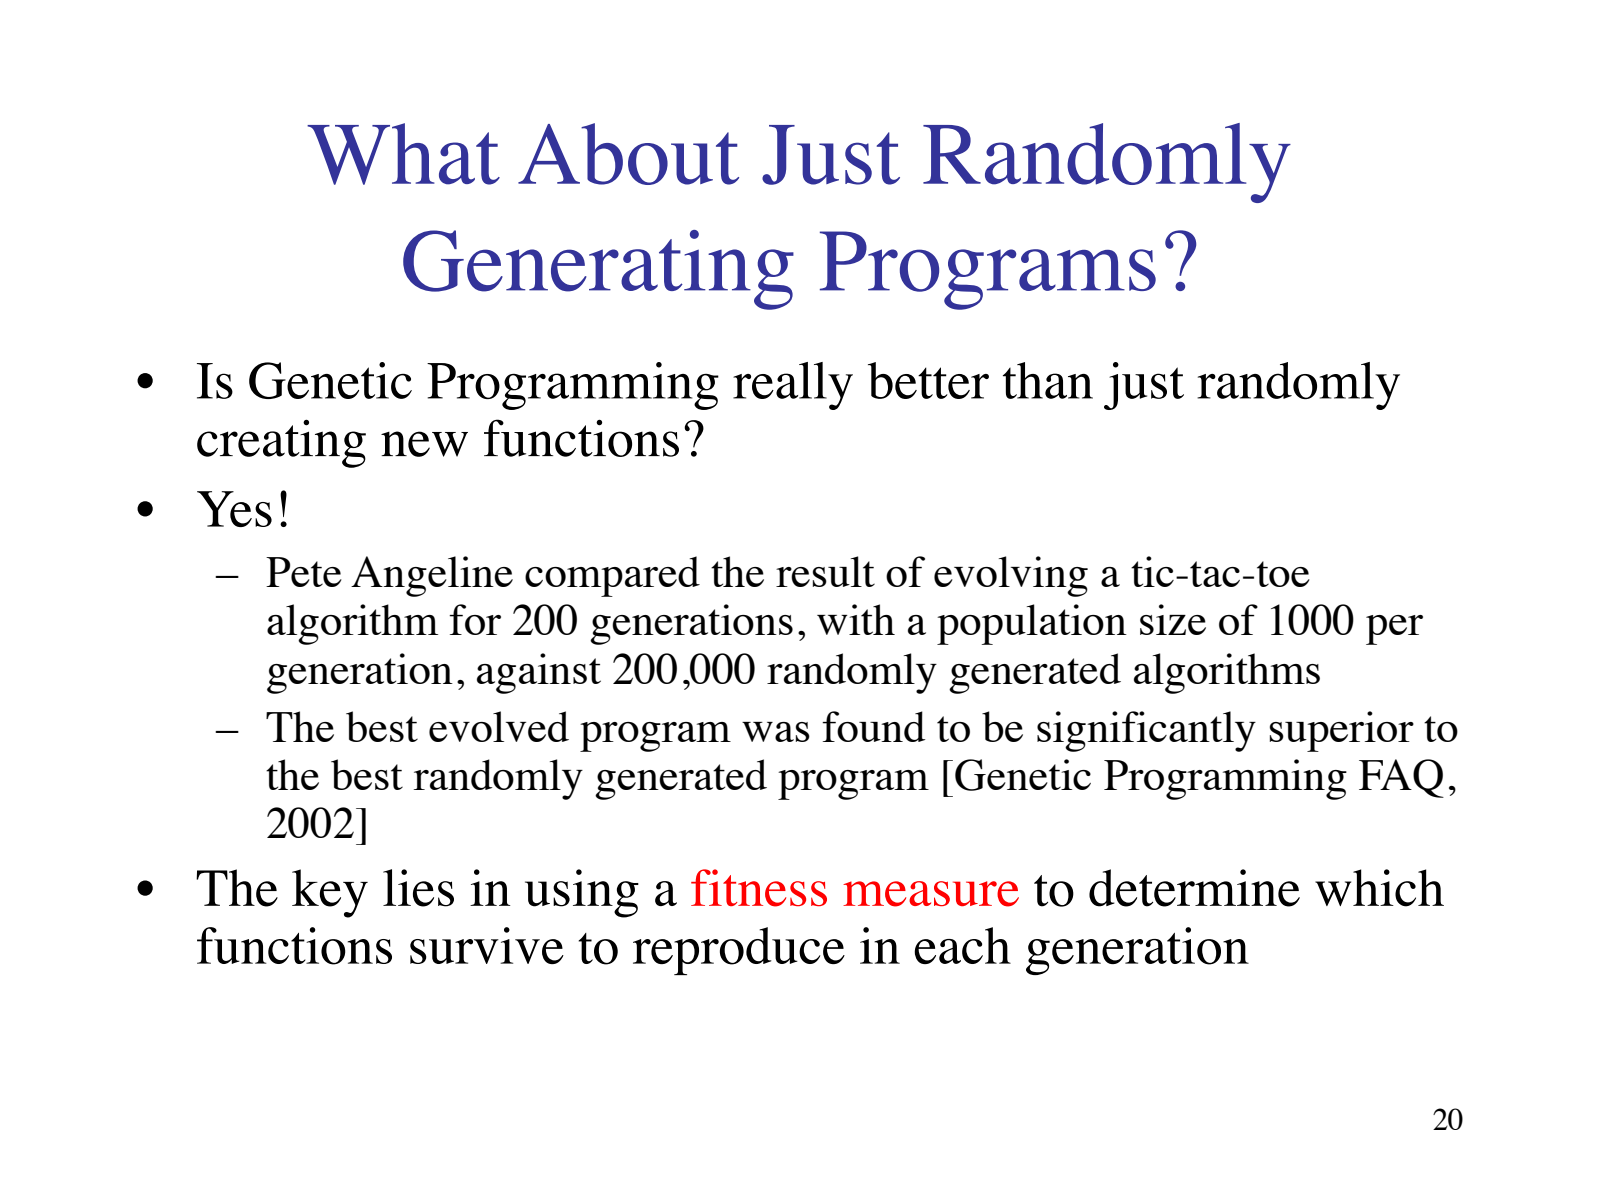 What About Just Randomly
Generating Programs?
• Is Genetic Programming really better than just randomly
creating new functions?
• Yes!
– Pete Angeline compared the result of evolving a tic-tac-toe
algorithm for 200 generations, with a population size of 1000 per
generation, against 200,000 randomly generated algorithms
– The best evolved program was found to be significantly superior to
the best randomly generated program [Genetic Programming FAQ,
2002]
• The key lies in using a fitness measure to determine which
functions survive to reproduce in each generation
20